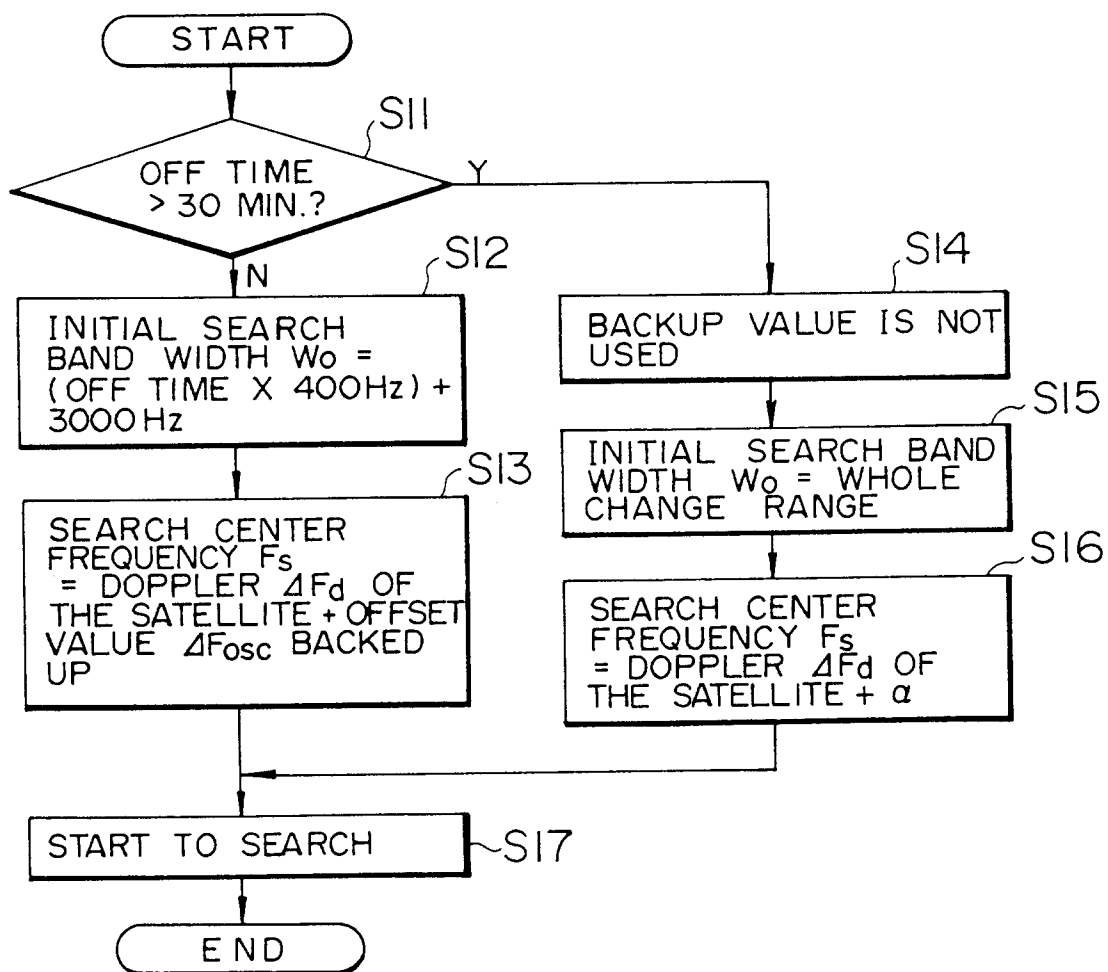 START
S11
OFF TIME
> 30 MIN.?
Y
N
S12
INITIAL SEARCH
BAND WIDTH Wo =
(OFF TIME X 400Hz) +
3000Hz
S13
SEARCH CENTER
FREQUENCY Fs
= DOPPLER ΔFd OF
THE SATELLITE + OFFSET
VALUE ΔFosc BACKED
UP
S14
BACKUP VALUE IS NOT
USED
S15
INITIAL SEARCH BAND
WIDTH Wo = WHOLE
CHANGE RANGE
S16
SEARCH CENTER
FREQUENCY Fs
= DOPPLER ΔFd OF
THE SATELLITE + α
START TO SEARCH
S17
END